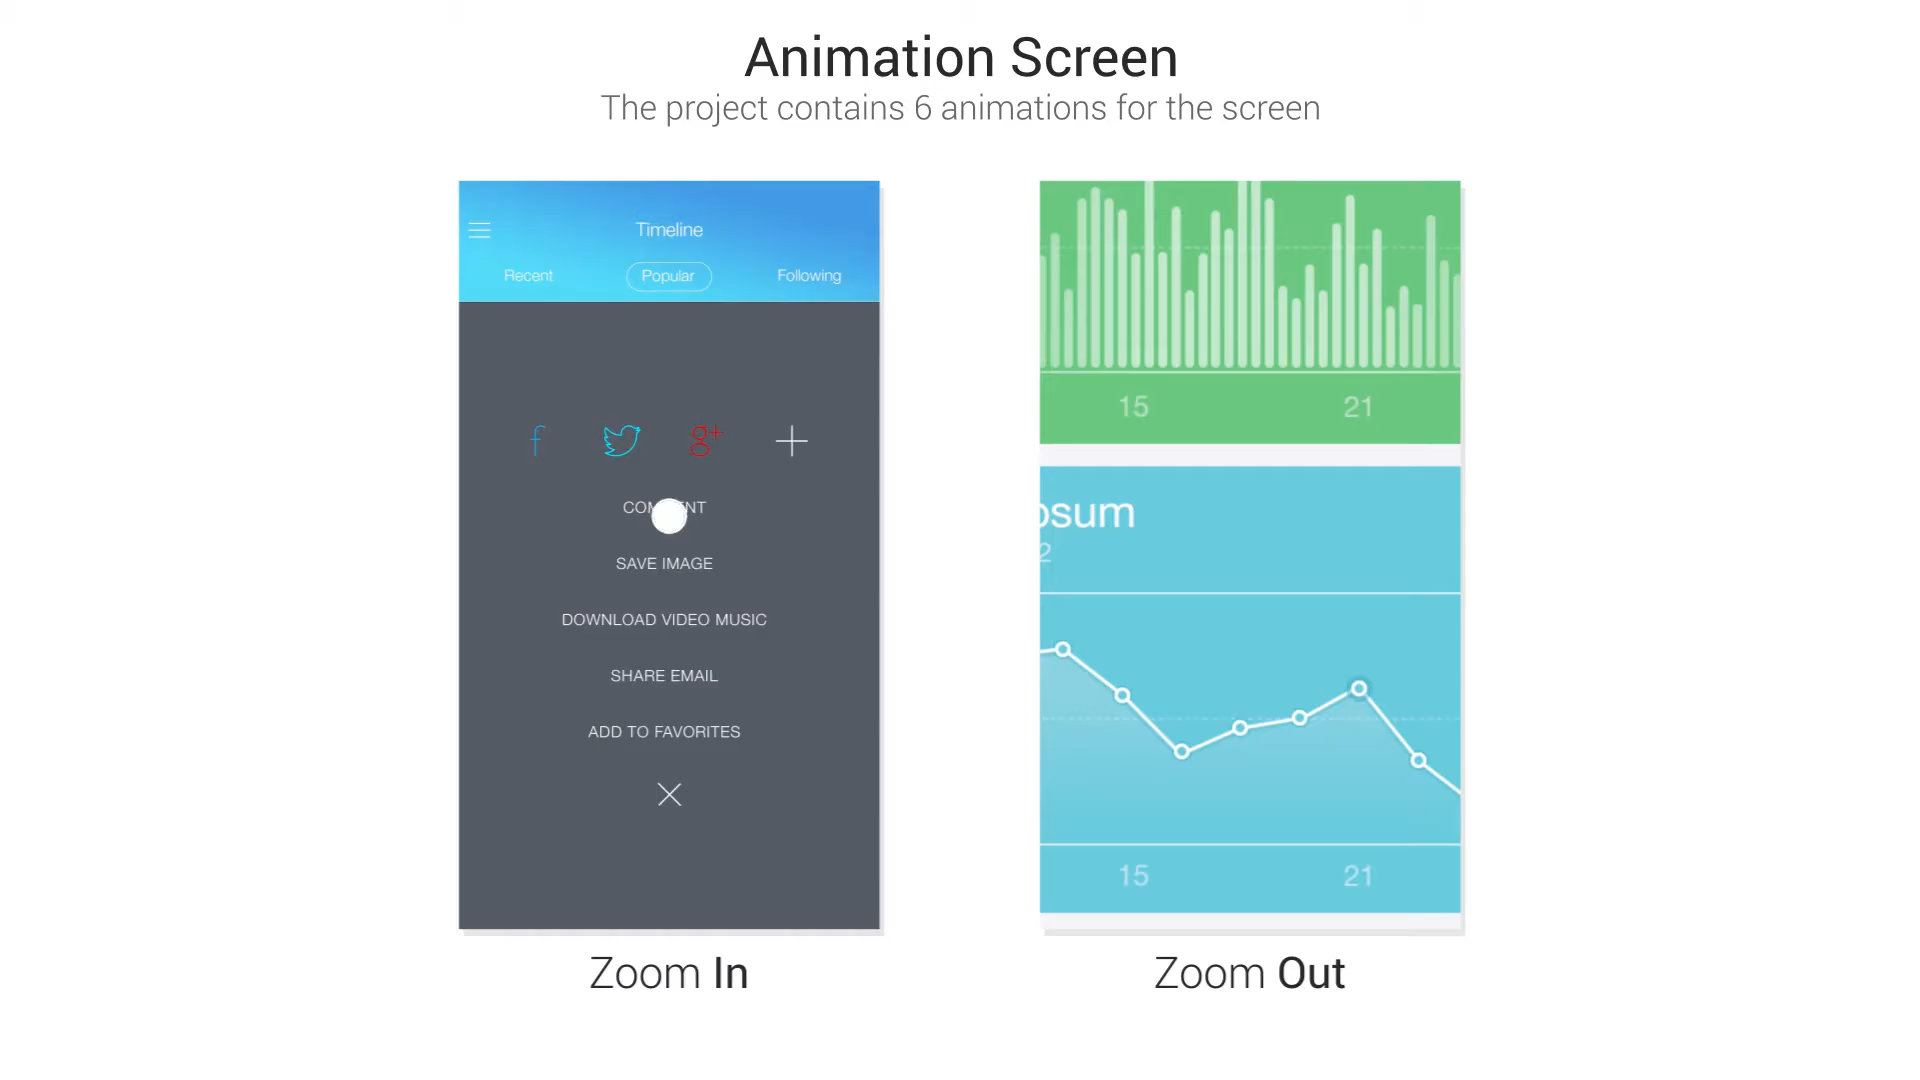 Animation Screen
The project contains 6 animations for the screen
Timeline
Recent Popular Following
f g+
SAVE IMAGE
DOWNLOAD VIDEO MUSIC
SHARE EMAIL
ADD TO FAVORITES
Zoom In
15 21
2
15 21
Zoom Out